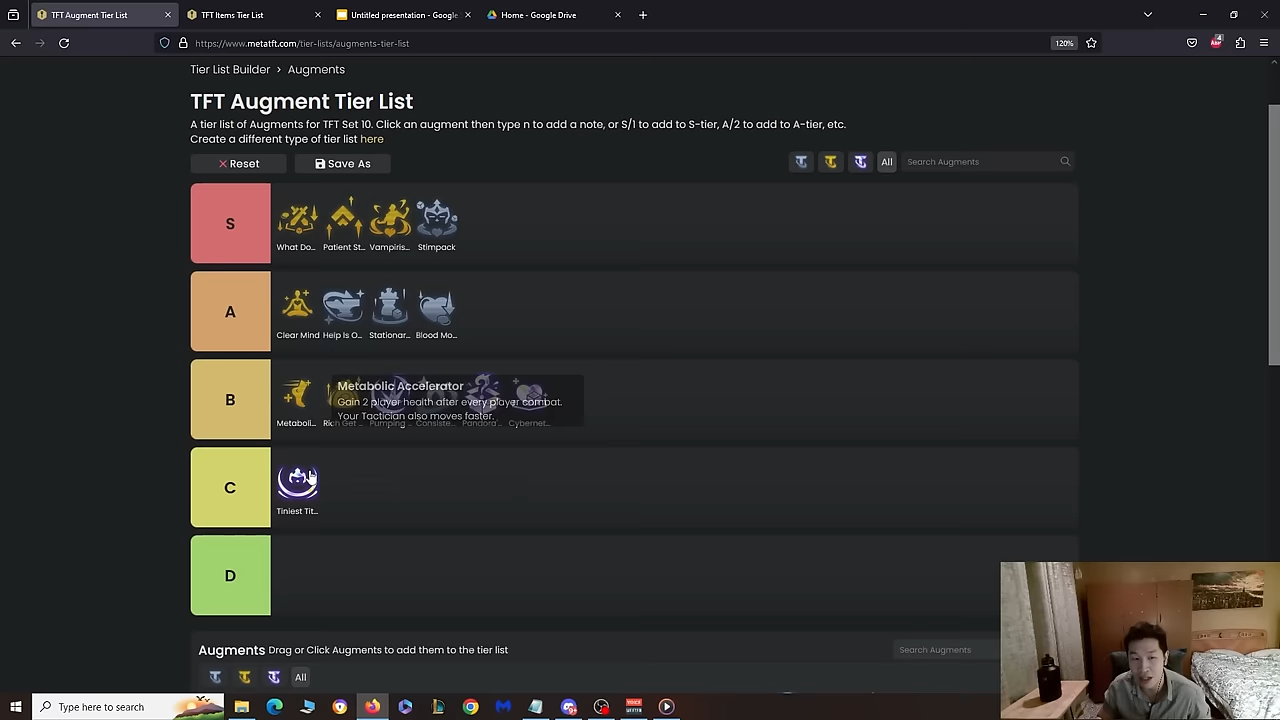 TFT Augment Tier List
TFT Items Tier List
Untitled presentation - Google
Home - Google Drive
https://www.metatft.com/tier-lists/augments-tier-list
120%
4
Tier List Builder > Augments
TFT Augment Tier List
A tier list of Augments for TFT Set 10. Click an augment then type n to add a note, or S/1 to add to S-tier, A/2 to add to A-tier, etc.
Create a different type of tier list here
Reset
Save As
All
Search Augments
S
What Do...
Patient St...
Vampiris...
Stimpack
A
Clear Mind
Help Is O...
Stationar...
Blood Mo...
B
Metabolic Accelerator
Gain 2 player health after every player combat.
Your Tactician also moves faster.
Metaboli...
Rich Get
Pumping
Consiste...
Pandora'
Cybernet...
C
Tiniest Tit...
D
Augments Drag or Click Augments to add them to the tier list
Search Augments
All
Type here to search